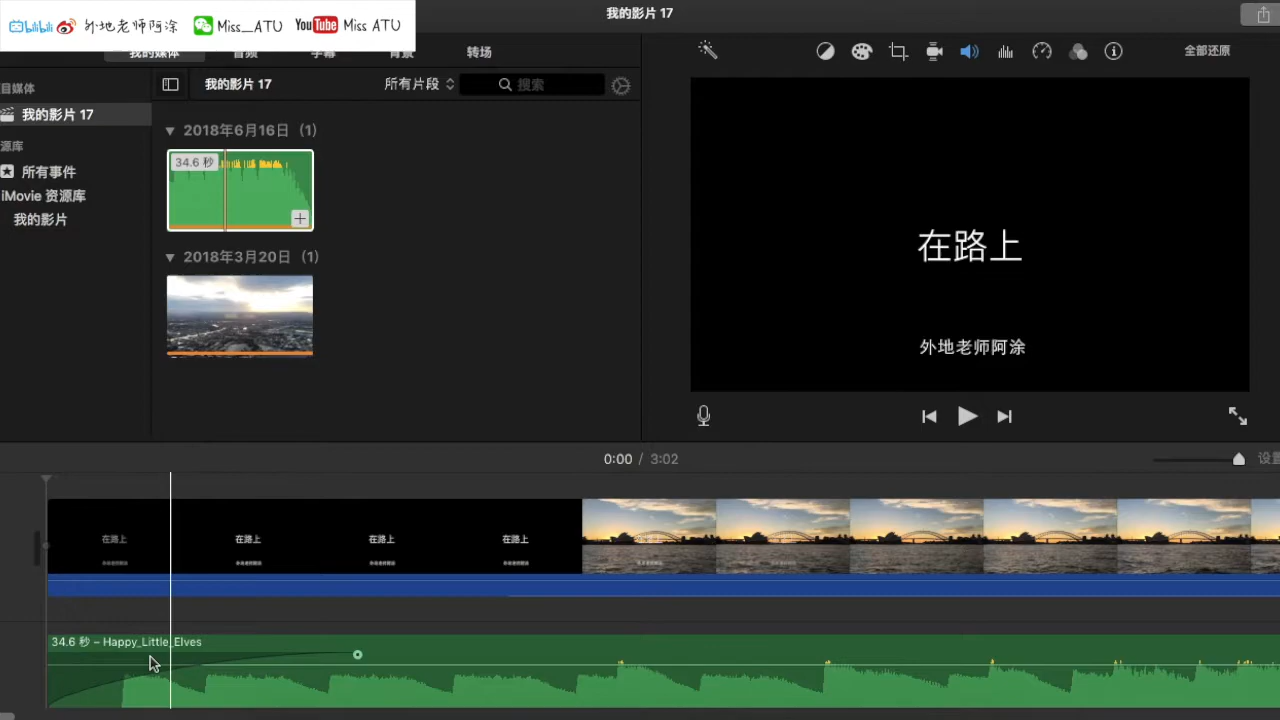 我的影片 17
bilibili 外地老师阿涂 Miss_ATU YouTube Miss ATU
我的媒体 音频 字幕 背景 转场
全部还原
目媒体
我的影片 17
所有片段
搜索
我的影片 17
2018年6月16日 (1)
34.6 秒
源库
所有事件
iMovie 资源库
我的影片
2018年3月20日 (1)
在路上
外地老师阿涂
0:00 / 3:02
设置
在路上
在路上
在路上
在路上
34.6 秒 – Happy_Little_Elves